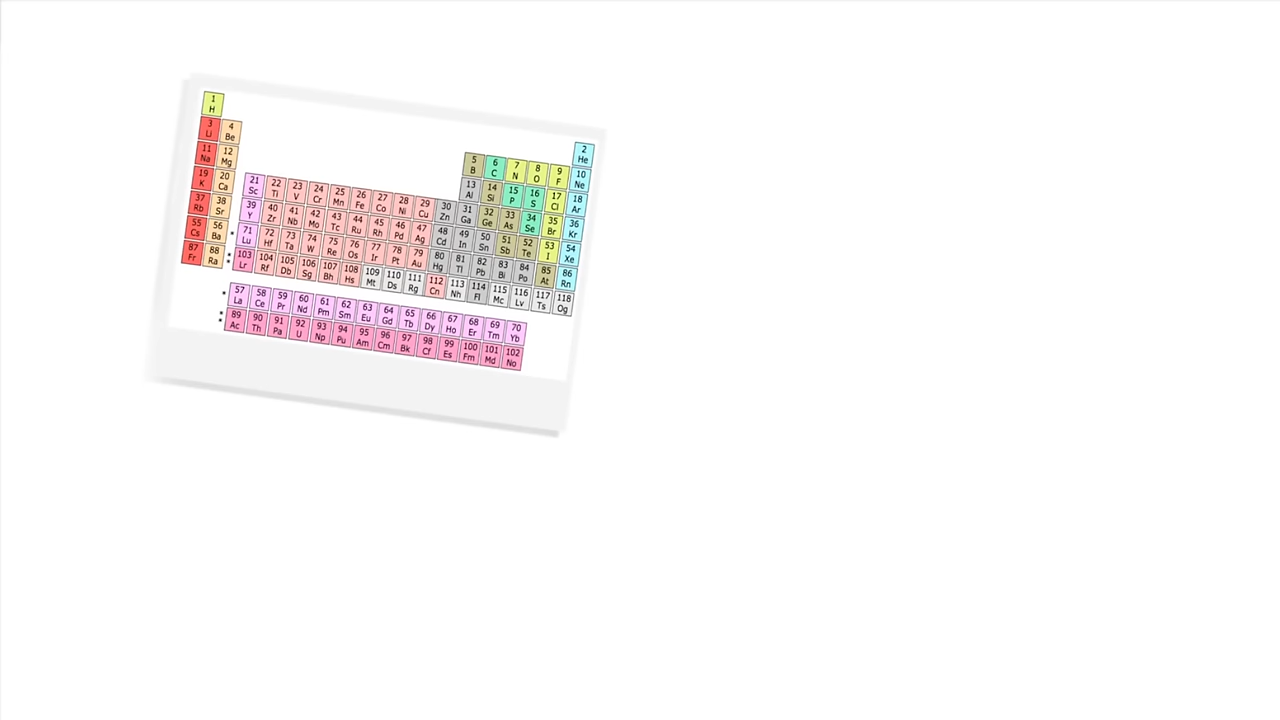 1 H 2 He
3 Li 4 Be 5 B 6 C 7 N 8 O 9 F 10 Ne
11 Na 12 Mg 13 Al 14 Si 15 P 16 S 17 Cl 18 Ar
19 K 20 Ca 21 Sc 22 Ti 23 V 24 Cr 25 Mn 26 Fe 27 Co 28 Ni 29 Cu 30 Zn 31 Ga 32 Ge 33 As 34 Se 35 Br 36 Kr
37 Rb 38 Sr 39 Y 40 Zr 41 Nb 42 Mo 43 Tc 44 Ru 45 Rh 46 Pd 47 Ag 48 Cd 49 In 50 Sn 51 Sb 52 Te 53 I 54 Xe
55 Cs 56 Ba * 71 Lu 72 Hf 73 Ta 74 W 75 Re 76 Os 77 Ir 78 Pt 79 Au 80 Hg 81 Tl 82 Pb 83 Bi 84 Po 85 At 86 Rn
87 Fr 88 Ra ** 103 Lr 104 Rf 105 Db 106 Sg 107 Bh 108 Hs 109 Mt 110 Ds 111 Rg 112 Cn 113 Nh 114 Fl 115 Mc 116 Lv 117 Ts 118 Og
* 57 La 58 Ce 59 Pr 60 Nd 61 Pm 62 Sm 63 Eu 64 Gd 65 Tb 66 Dy 67 Ho 68 Er 69 Tm 70 Yb
** 89 Ac 90 Th 91 Pa 92 U 93 Np 94 Pu 95 Am 96 Cm 97 Bk 98 Cf 99 Es 100 Fm 101 Md 102 No